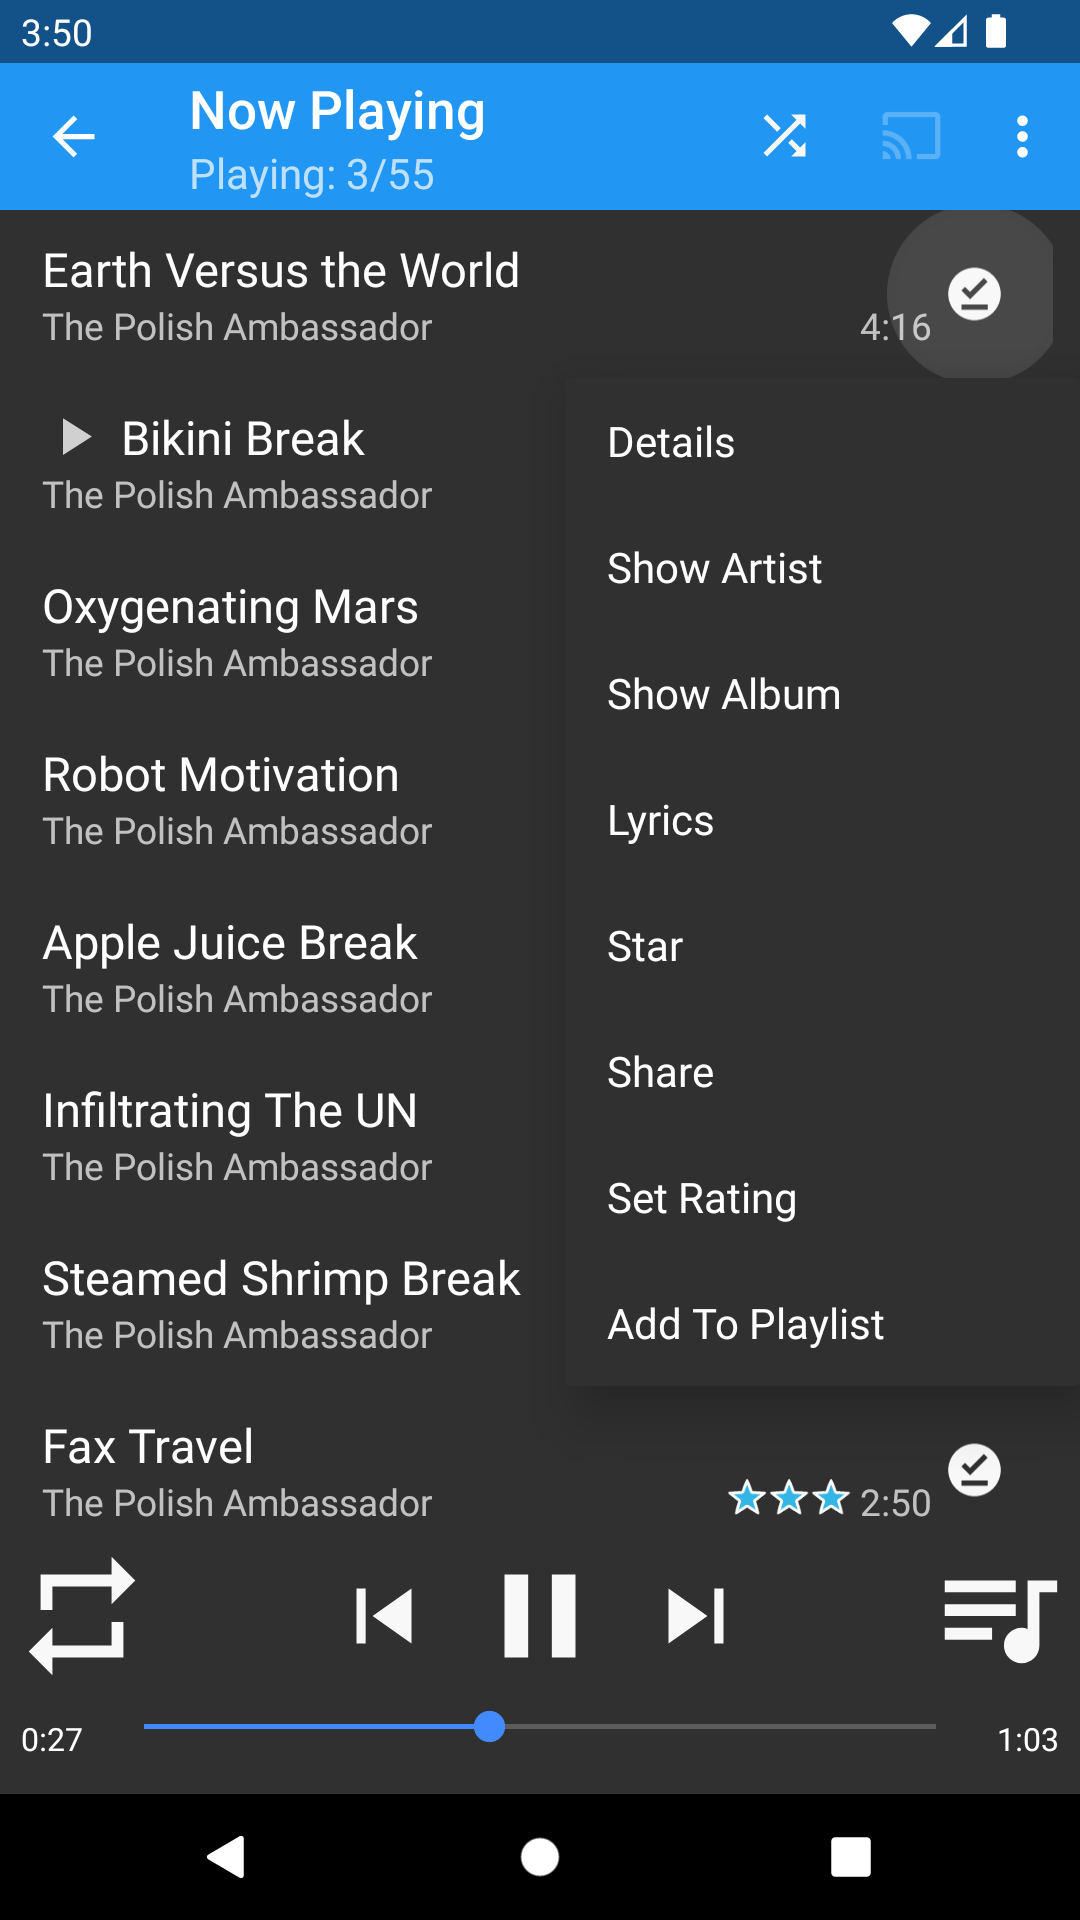 3:50
Now Playing
Playing: 3/55
Earth Versus the World
The Polish Ambassador
4:16
Bikini Break
The Polish Ambassador
Oxygenating Mars
The Polish Ambassador
Robot Motivation
The Polish Ambassador
Apple Juice Break
The Polish Ambassador
Infiltrating The UN
The Polish Ambassador
Steamed Shrimp Break
The Polish Ambassador
Details
Show Artist
Show Album
Lyrics
Star
Share
Set Rating
Add To Playlist
Fax Travel
The Polish Ambassador
2:50
0:27
1:03